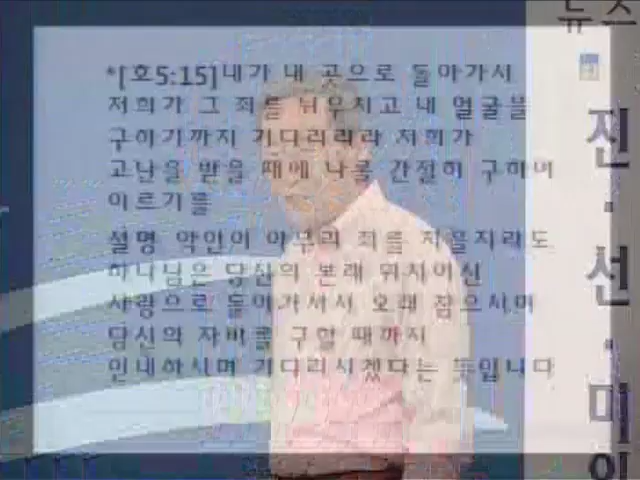 *[호5:15]내가 내 곳으로 돌아가서
저희가 그 죄를 뉘우치고 내 얼굴을
구하기까지 기다리리라 저희가
고난을 받을 때에 나를 간절히 구하며
이르기를
설명 악인이 아무리 죄를 지을지라도
하나님은 당신의 본래 위치이신
사랑으로 돌아가셔서 오래 참으시며
당신의 자비를 구할 때까지
인내하시며 기다리시겠다는 뜻입니다
뉴스
진·선·미